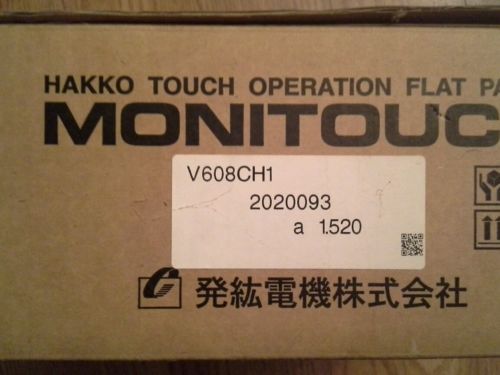 HAKKO TOUCH OPERATION FLAT PA
MONITOUC
V608CH1
2020093
a 1.520
発紘電機株式会社